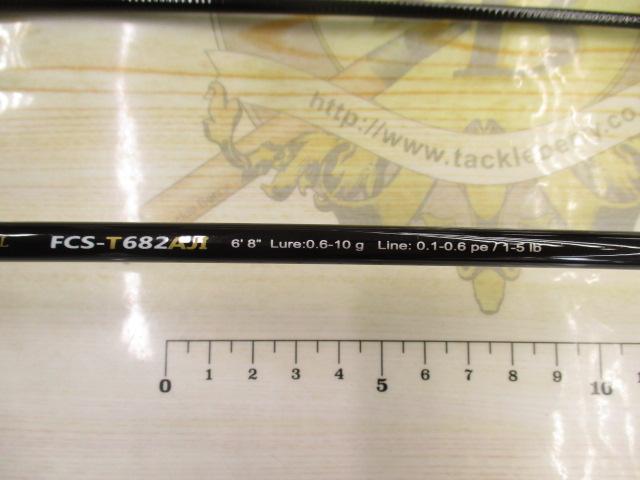 http://www.tackleberry.co
L FCS-T682AJI 6' 8" Lure:0.6-10 g Line: 0.1-0.6 pe / 1-5 lb
0 1 2 3 4 5 6 7 8 9 10